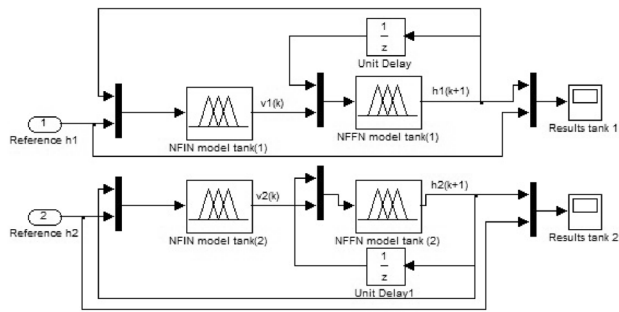 1
z
Unit Delay
v1(k)
h1(k+1)
1
Reference h1
NFIN model tank(1)
NFFN model tank(1)
Results tank 1
v2(k)
h2(k+1)
2
Reference h2
NFIN model tank(2)
NFFN model tank (2)
Results tank 2
1
z
Unit Delay1